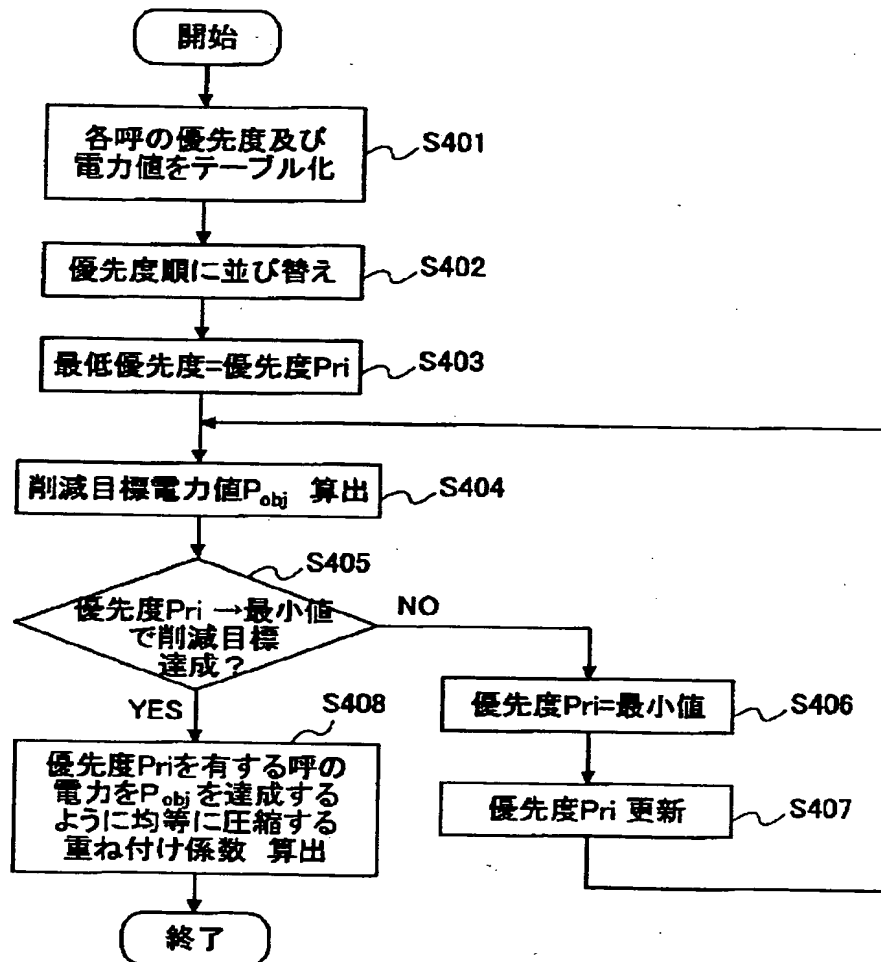 開始
各呼の優先度及び
電力値をテーブル化
S401
優先度順に並び替え
S402
最低優先度=優先度Pri
S403
削減目標電力値Pobj 算出
S404
S405
優先度Pri →最小値
で削減目標
達成?
NO
YES
優先度Pri=最小値
S406
優先度Pri 更新
S407
S408
優先度Priを有する呼の
電力をPobjを達成する
ように均等に圧縮する
重ね付け係数 算出
終了